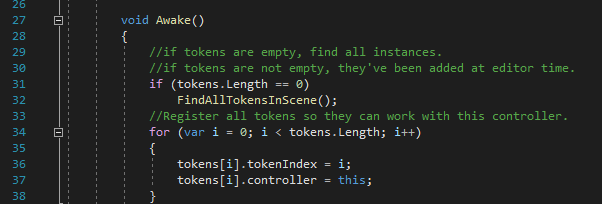 26
27 void Awake()
28 {
29 //if tokens are empty, find all instances.
30 //if tokens are not empty, they've been added at editor time.
31 if (tokens.Length == 0)
32 FindAllTokensInScene();
33 //Register all tokens so they can work with this controller.
34 for (var i = 0; i < tokens.Length; i++)
35 {
36 tokens[i].tokenIndex = i;
37 tokens[i].controller = this;
38 }